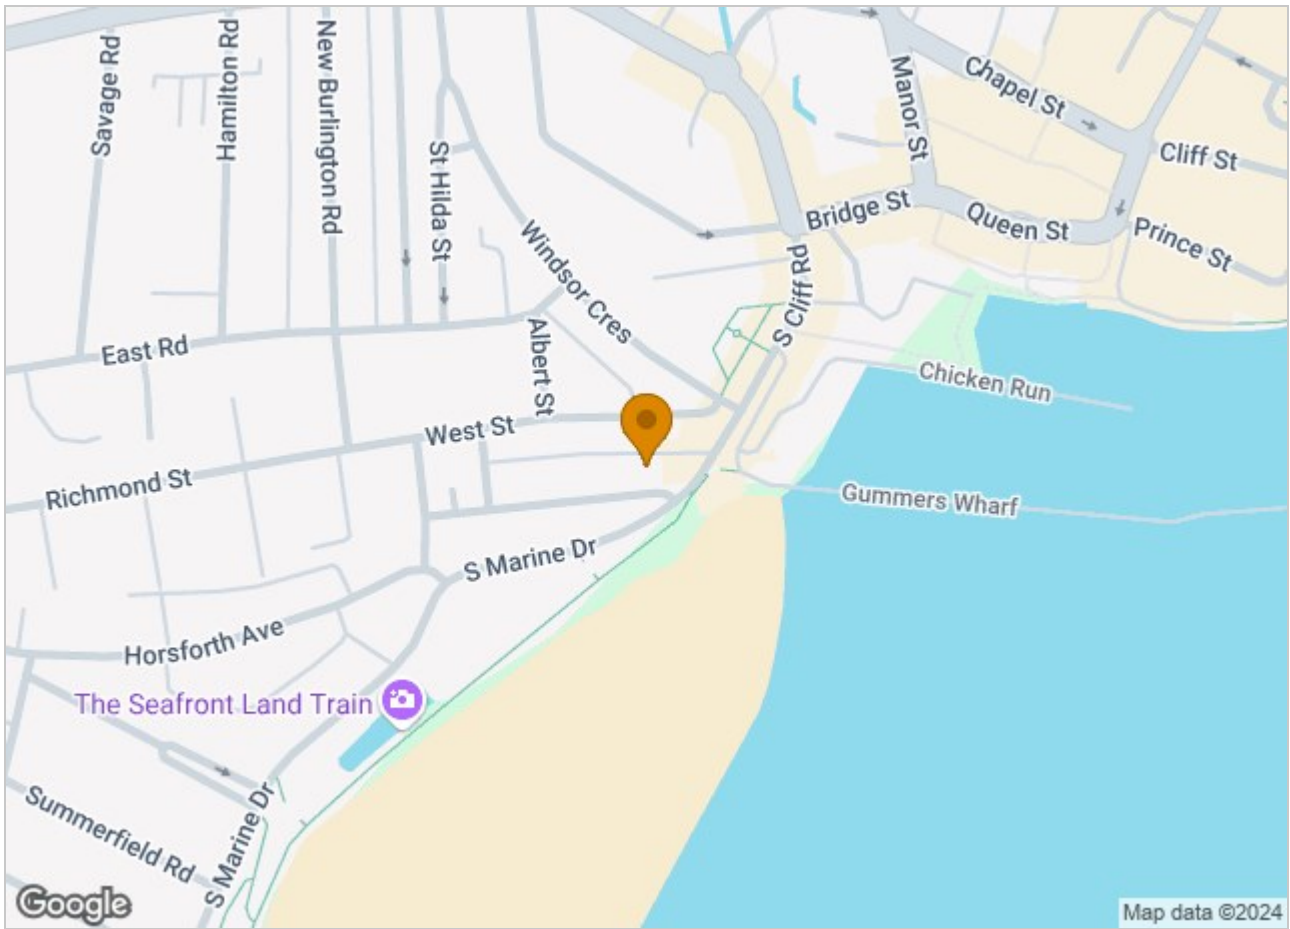 Savage Rd
Hamilton Rd
New Burlington Rd
St Hilda St
Manor St
Chapel St
Cliff St
Bridge St
Queen St
Prince St
Windsor Cres
S Cliff Rd
East Rd
Albert St
Chicken Run
West St
Richmond St
Gummers Wharf
S Marine Dr
Horsforth Ave
The Seafront Land Train
Summerfield Rd
S Marine Dr
Google
Map data ©2024